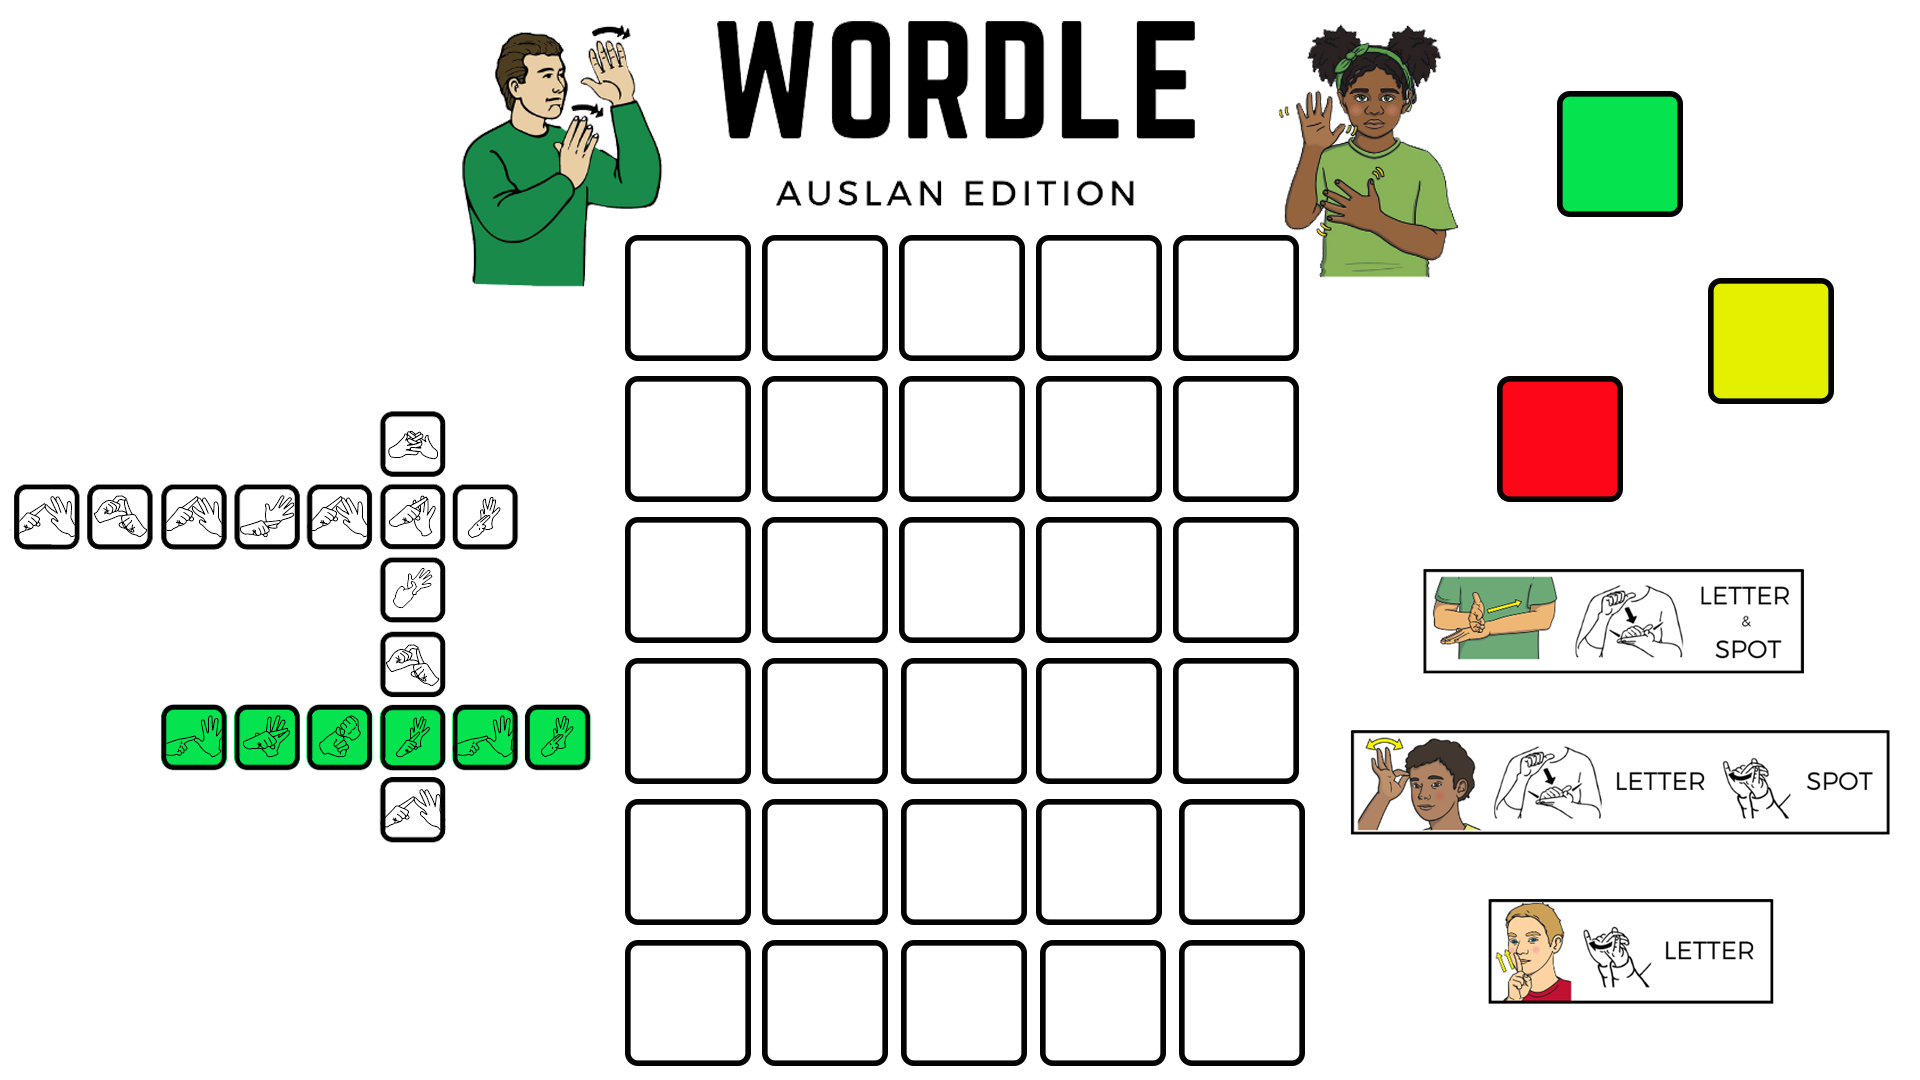 WORDLE
AUSLAN EDITION
LETTER
&
SPOT
LETTER
SPOT
LETTER